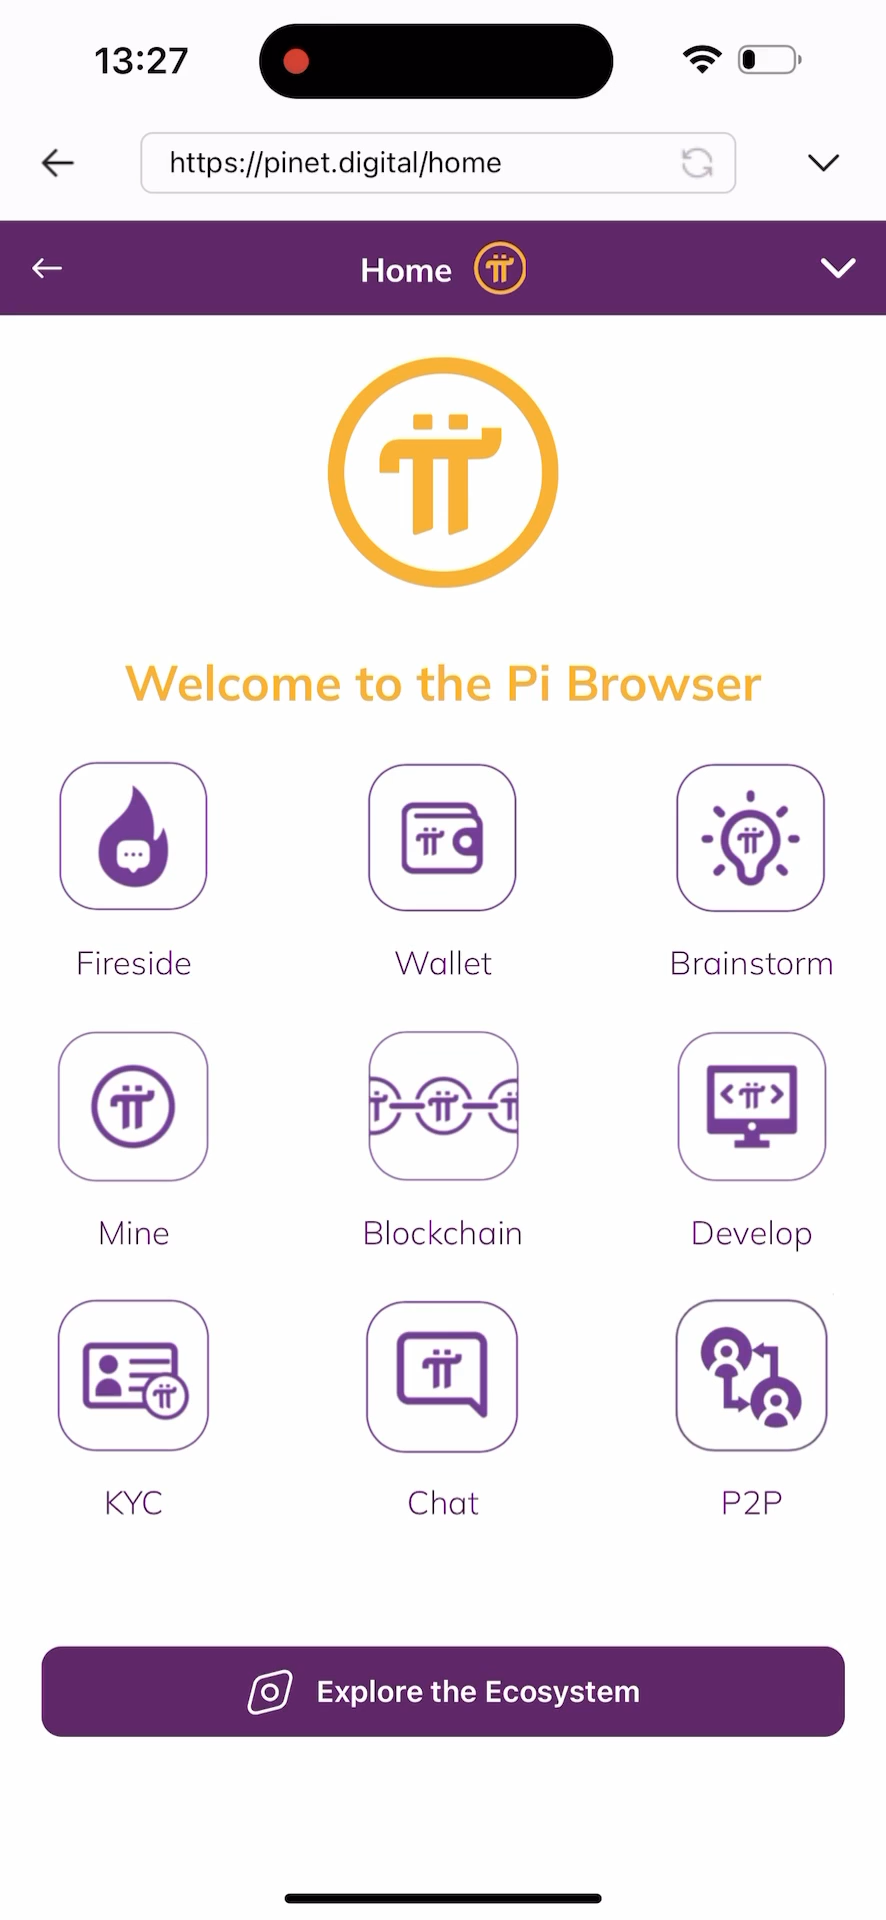 13:27
https://pinet.digital/home
Home
Welcome to the Pi Browser
Fireside
Wallet
Brainstorm
Mine
Blockchain
Develop
KYC
Chat
P2P
Explore the Ecosystem